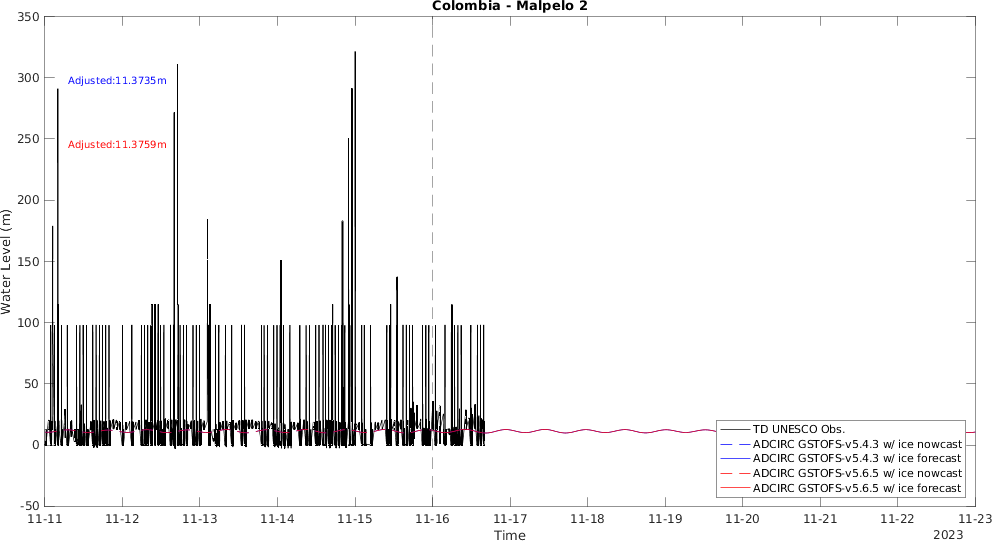 Colombia - Malpelo 2
350
300
250
200
150
100
50
0
-50
Water Level (m)
Adjusted:11.3735m
Adjusted:11.3759m
TD UNESCO Obs.
ADCIRC GSTOFS-v5.4.3 w/ ice nowcast
ADCIRC GSTOFS-v5.4.3 w/ ice forecast
ADCIRC GSTOFS-v5.6.5 w/ ice nowcast
ADCIRC GSTOFS-v5.6.5 w/ ice forecast
11-11 11-12 11-13 11-14 11-15 11-16 11-17 11-18 11-19 11-20 11-21 11-22 11-23
Time
2023